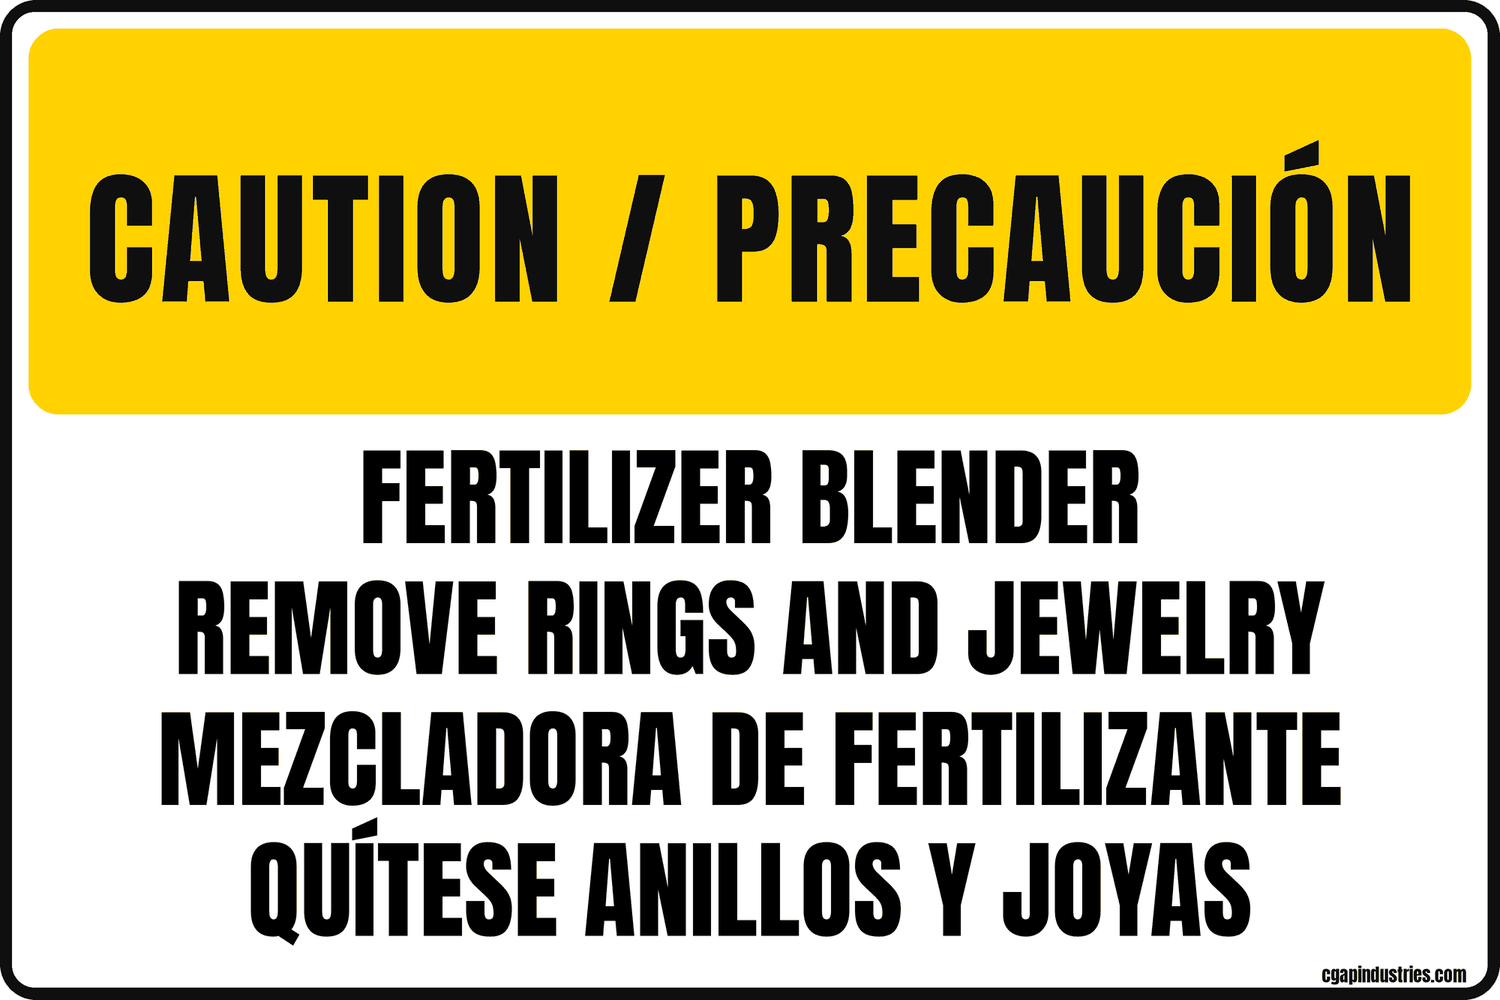 CAUTION / PRECAUCIÓN
FERTILIZER BLENDER
REMOVE RINGS AND JEWELRY
MEZCLADORA DE FERTILIZANTE
QUÍTESE ANILLOS Y JOYAS
cgapindustries.com